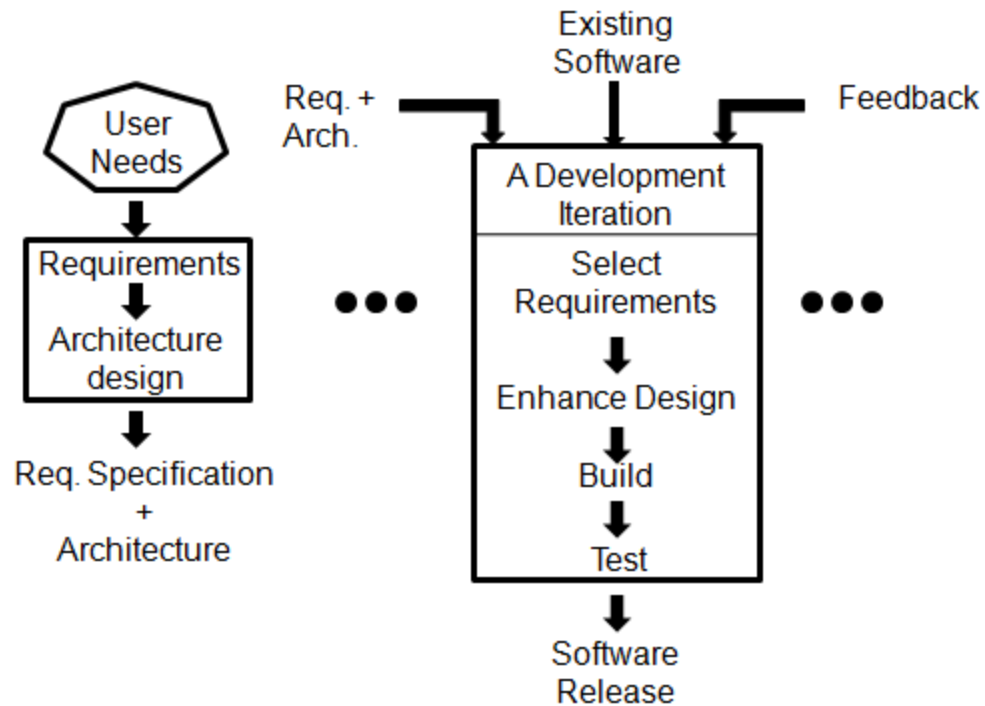 User
Needs
Requirements
Architecture
design
Req. Specification
+
Architecture
Existing
Software
Req. +
Arch.
Feedback
A Development
Iteration
Select
Requirements
Enhance Design
Build
Test
Software
Release